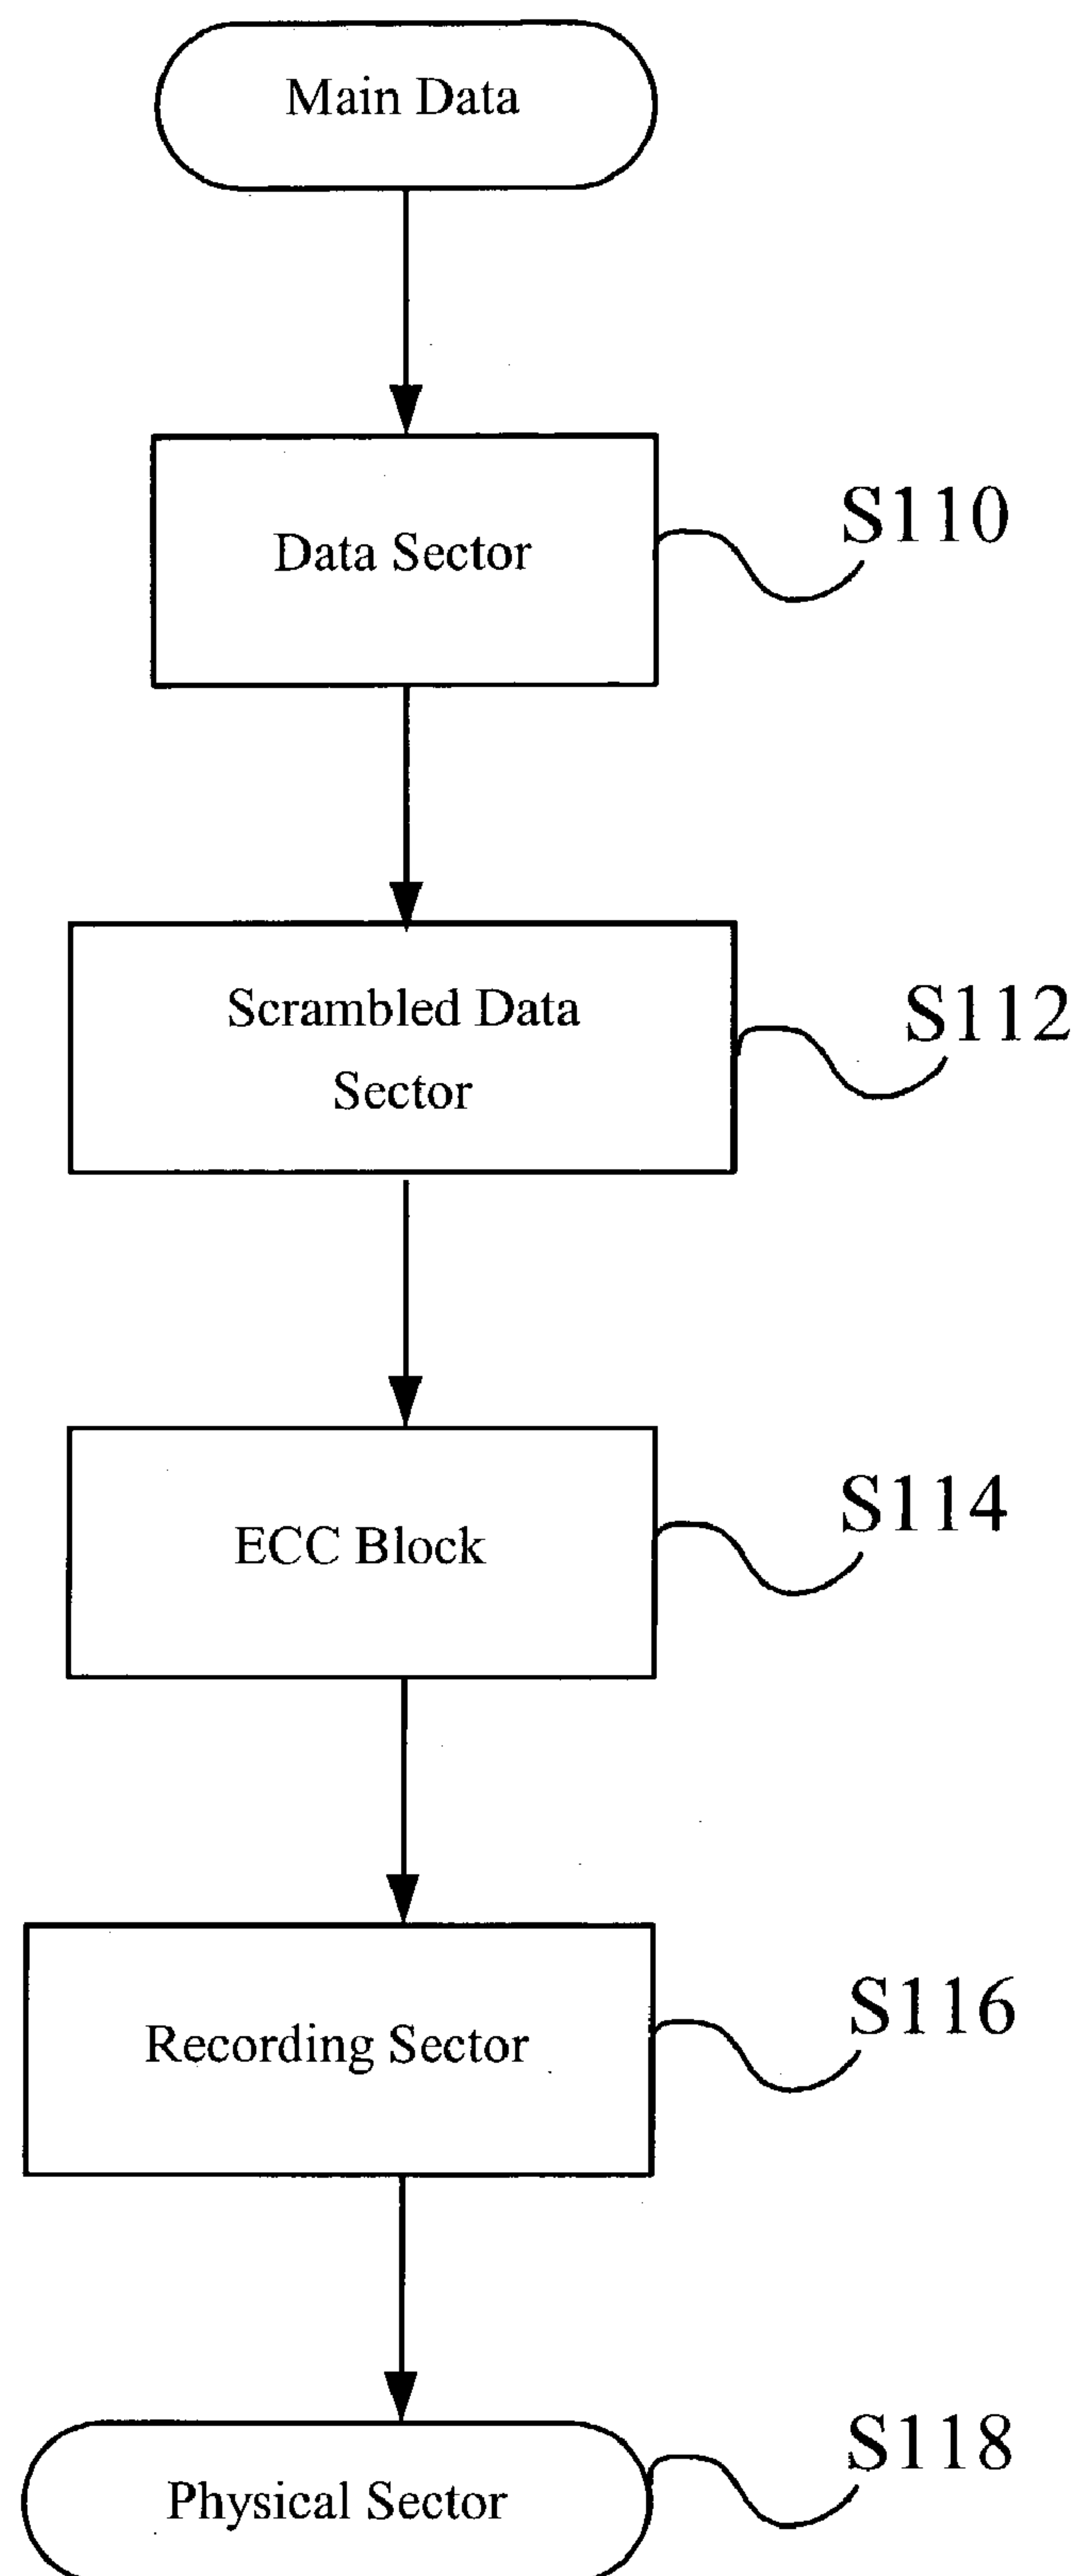 Main Data
Data Sector
S110
Scrambled Data
Sector
S112
ECC Block
S114
Recording Sector
S116
Physical Sector
S118